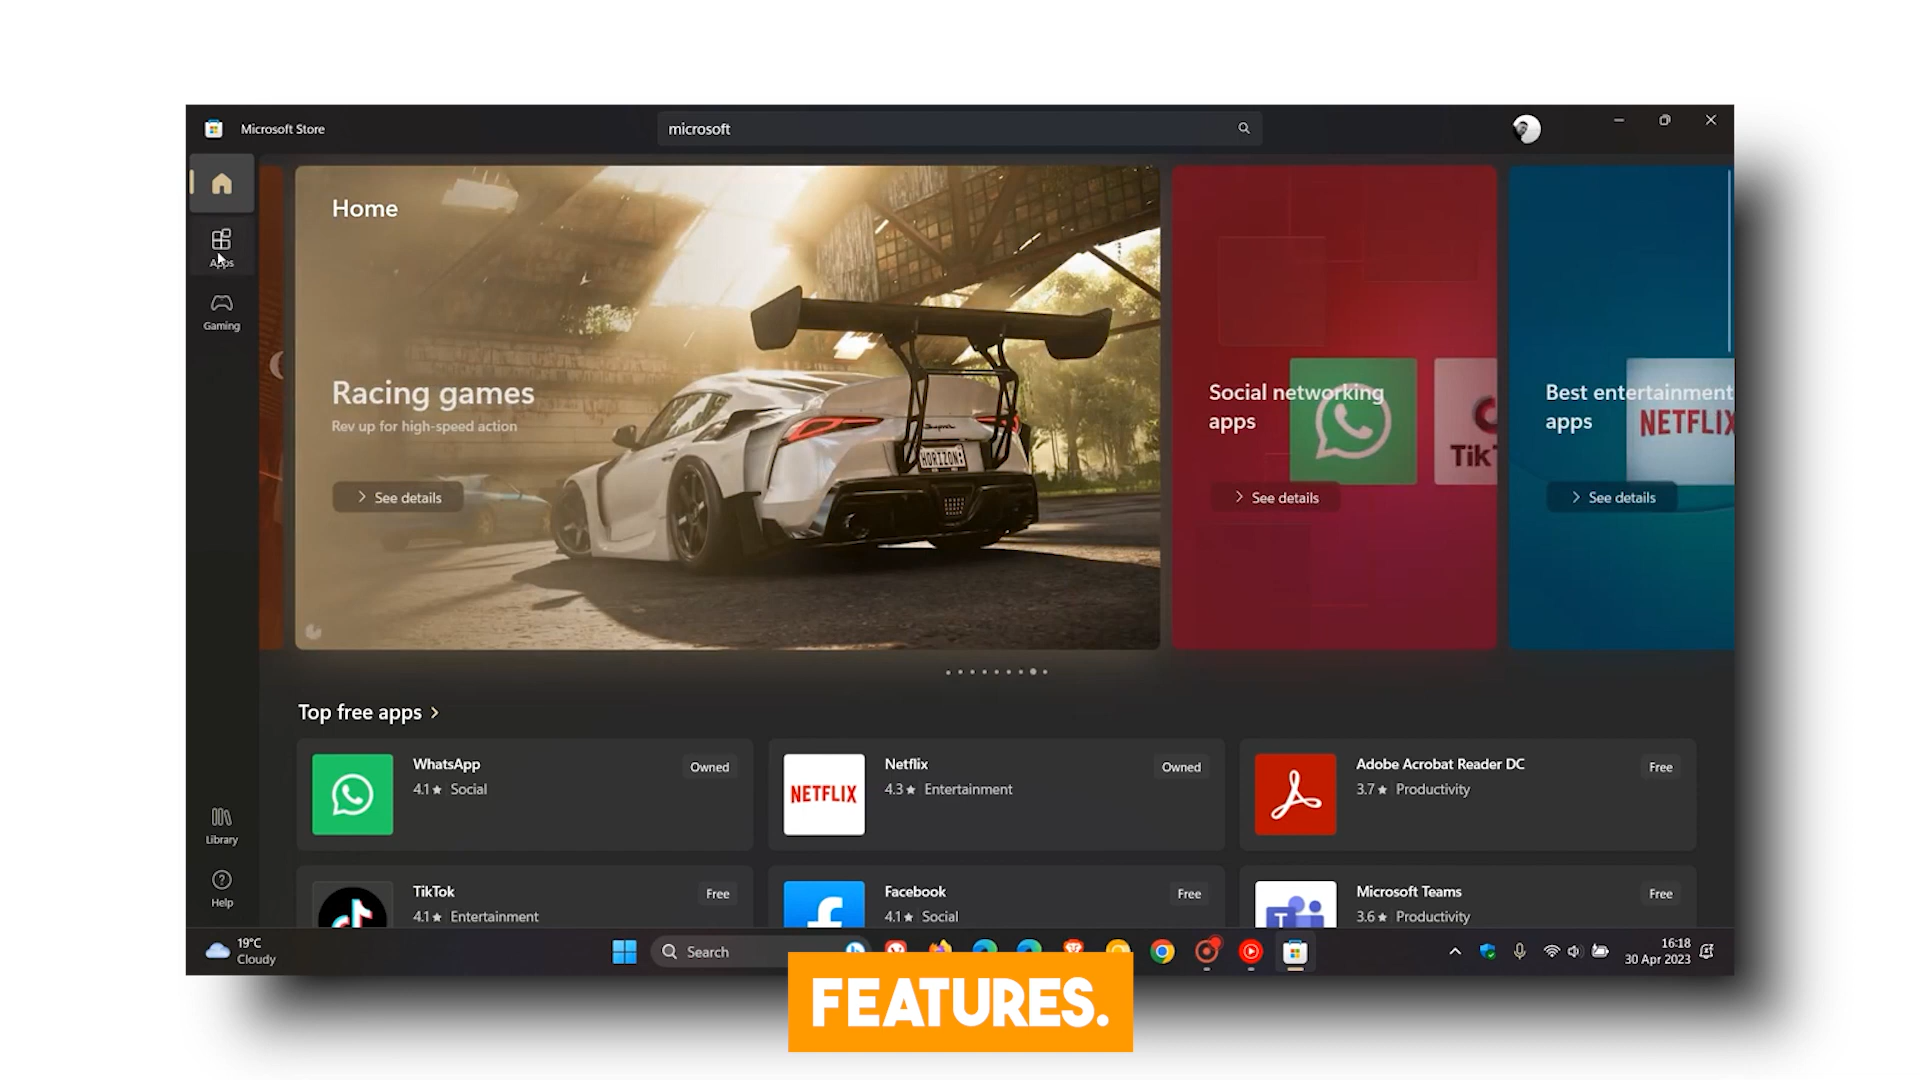 Microsoft Store
microsoft
Home
Apps
Gaming
Racing games
Rev up for high-speed action
See details
HORIZON
Social networking
apps
TikT
See details
Best entertainment
apps
NETFLIX
See details
Top free apps
WhatsApp
Owned
4.1★ Social
NETFLIX
Netflix
Owned
4.3★ Entertainment
Adobe Acrobat Reader DC
Free
3.7★ Productivity
TikTok
Free
4.1★ Entertainment
Facebook
Free
4.1★ Social
Microsoft Teams
Free
3.6★ Productivity
Library
Help
19°C
Cloudy
Search
16:18
30 Apr 2023
FEATURES.